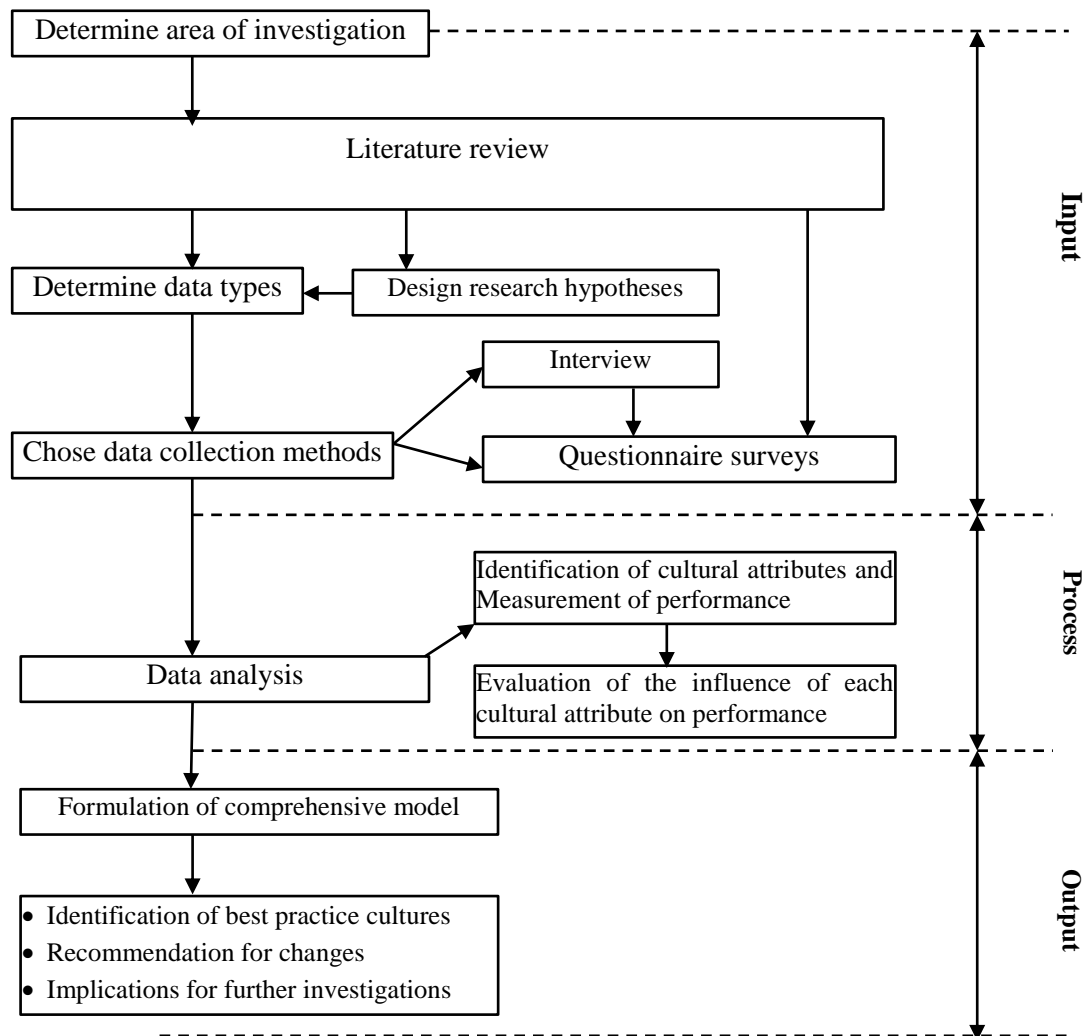 Determine area of investigation
Literature review
Determine data types
Design research hypotheses
Interview
Chose data collection methods
Questionnaire surveys
Input
Identification of cultural attributes and
Measurement of performance
Process
Data analysis
Evaluation of the influence of each
cultural attribute on performance
Formulation of comprehensive model
• Identification of best practice cultures
• Recommendation for changes
• Implications for further investigations
Output